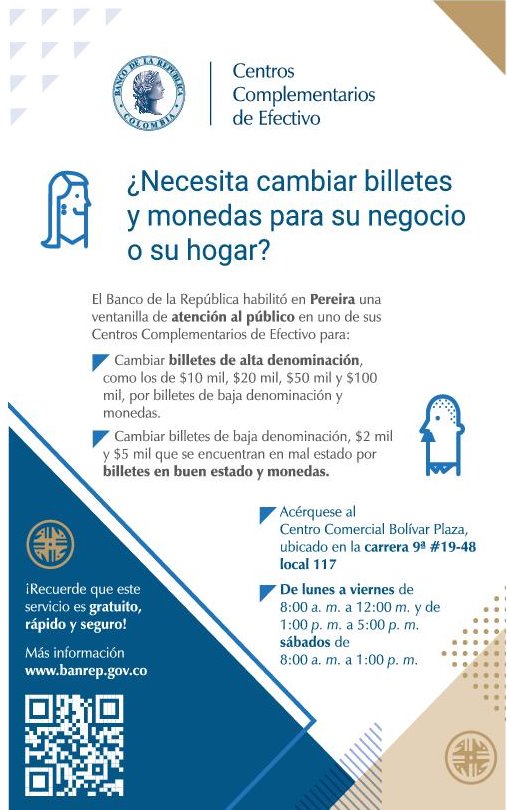 BANCO DE LA REPÚBLICA
COLOMBIA
Centros
Complementarios
de Efectivo
¿Necesita cambiar billetes
y monedas para su negocio
o su hogar?
El Banco de la República habilitó en Pereira una
ventanilla de atención al público en uno de sus
Centros Complementarios de Efectivo para:
Cambiar billetes de alta denominación,
como los de $10 mil, $20 mil, $50 mil y $100
mil, por billetes de baja denominación y
monedas.
Cambiar billetes de baja denominación, $2 mil
y $5 mil que se encuentran en mal estado por
billetes en buen estado y monedas.
Acérquese al
Centro Comercial Bolívar Plaza,
ubicado en la carrera 9ª #19-48
local 117
De lunes a viernes de
8:00 a. m. a 12:00 m. y de
1:00 p. m. a 5:00 p. m.
sábados de
8:00 a. m. a 1:00 p. m.
¡Recuerde que este
servicio es gratuito,
rápido y seguro!
Más información
www.banrep.gov.co